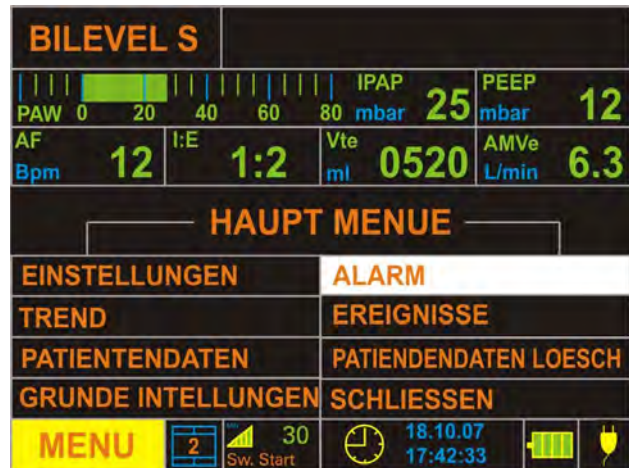 BILEVEL S
PAW 0 20 40 60 80
IPAP mbar 25
PEEP mbar 12
AF Bpm 12
I:E 1:2
Vte ml 0520
AMVe L/min 6.3
HAUPT MENUE
EINSTELLUNGEN ALARM
TREND EREIGNISSE
PATIENTENDATEN PATIENDENDATEN LOESCH
GRUNDE INTELLUNGEN SCHLIESSEN
MENU 2 30 Sw. Start 18.10.07
17:42:33